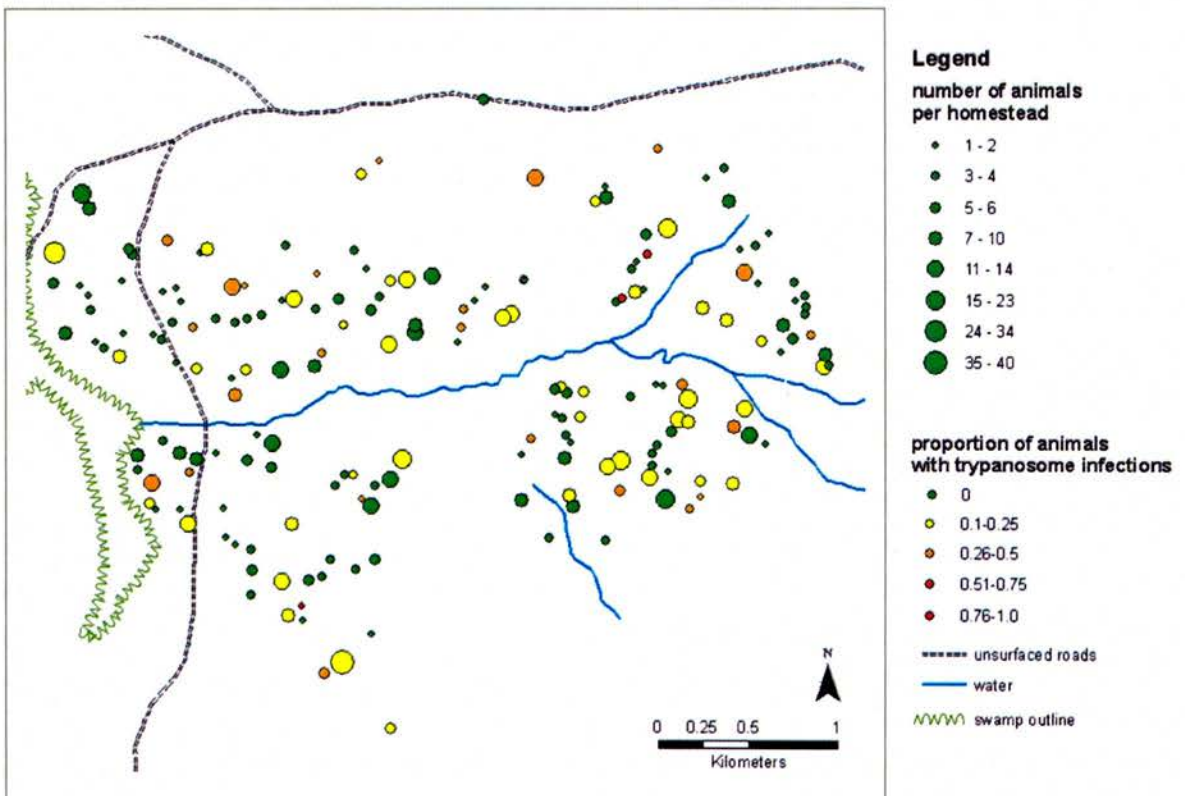 Legend
number of animals
per homestead
1 - 2
3 - 4
5 - 6
7 - 10
11 - 14
15 - 23
24 - 34
35 - 40
proportion of animals
with trypanosome infections
0
0.1-0.25
0.26-0.5
0.51-0.75
0.76-1.0
unsurfaced roads
water
swamp outline
N
0 0.25 0.5 1
Kilometers